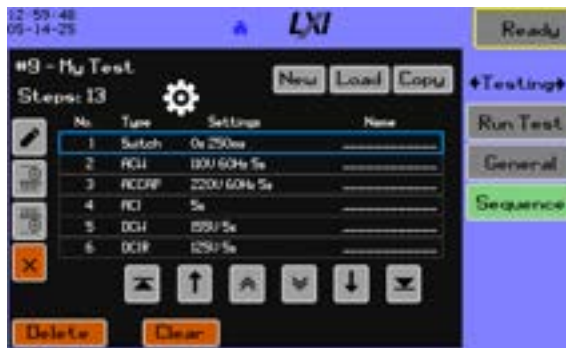 12:59:48
05-14-25
LXI
Ready
#9 - My Test
Steps: 13
New
Load
Copy
Testing
Run Test
General
Sequence
No. Type Settings Name
1 Switch 0s 250ms
2 ACW 110V 60Hz 5s
3 ACCAP 220V 60Hz 5s
4 ACI 5s
5 DCW 155V 5s
6 DCIR 125V 5s
Delete
Clear